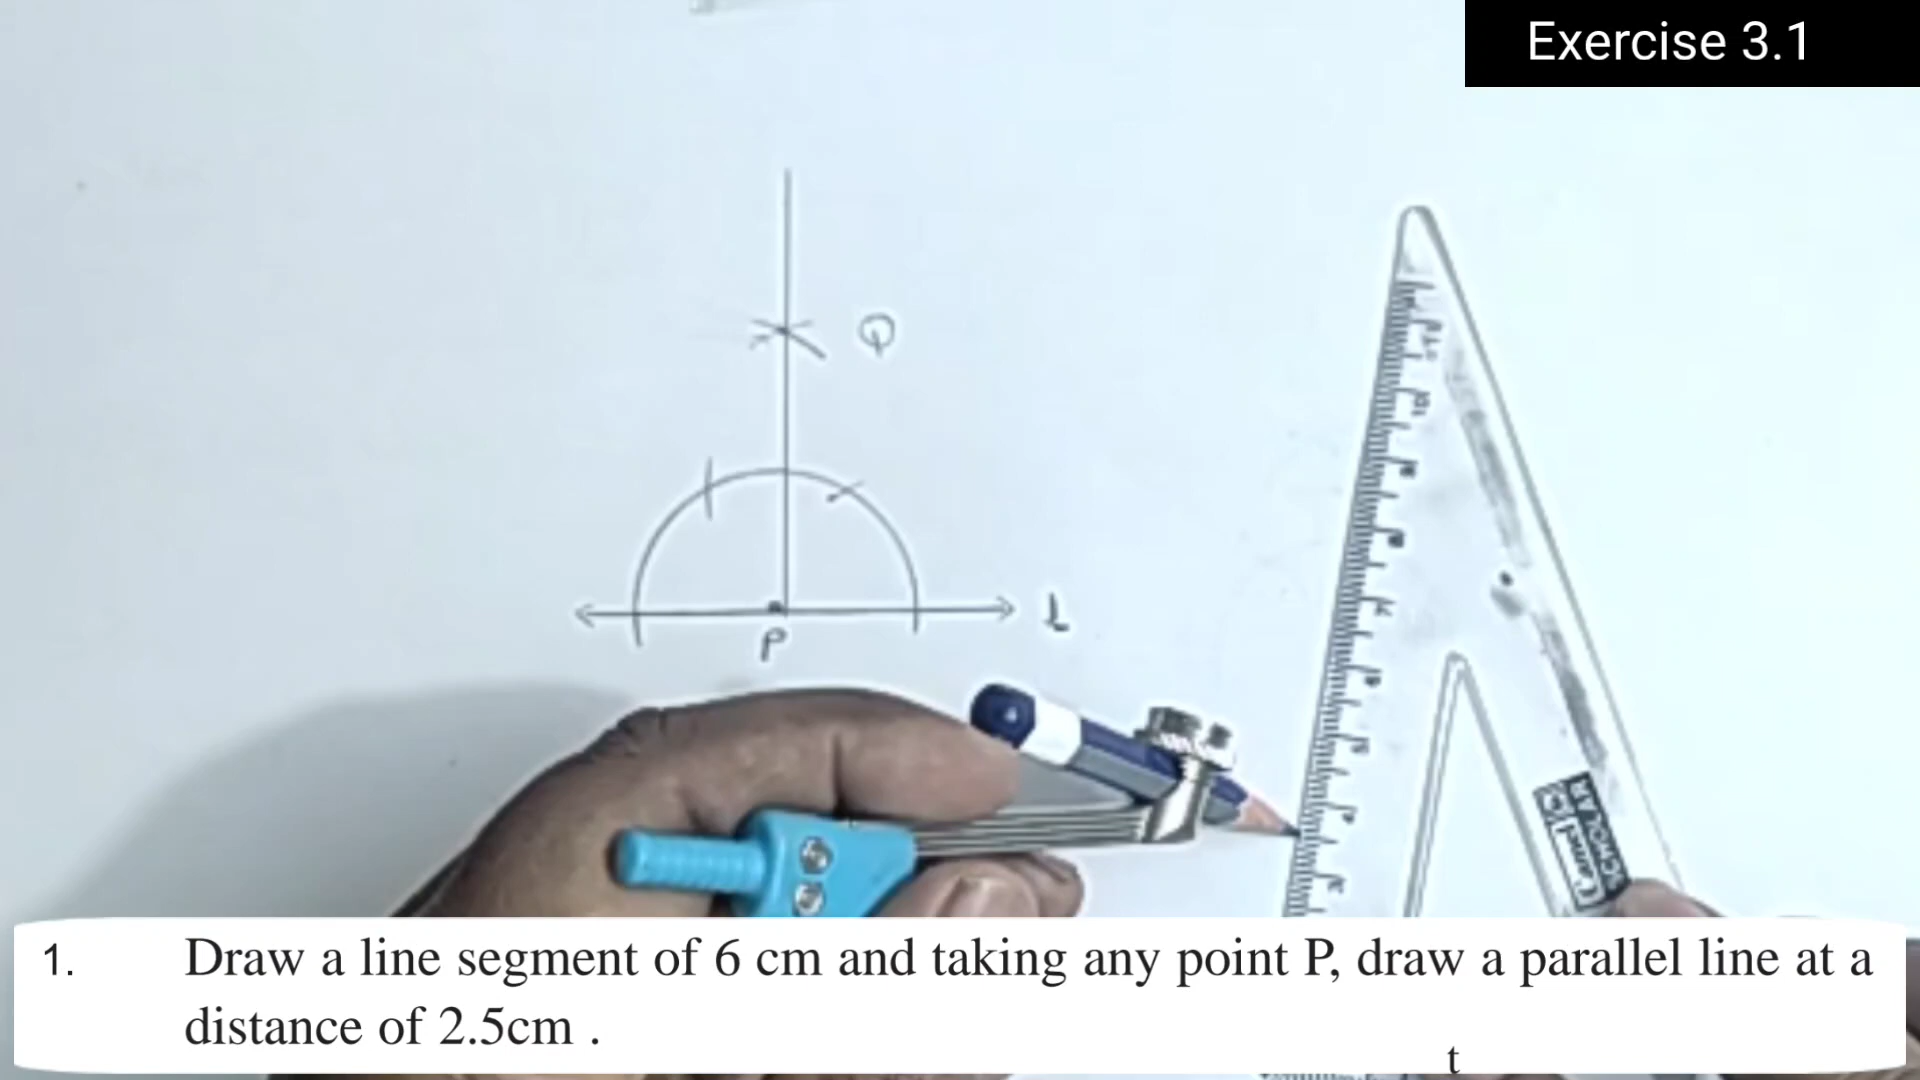 Exercise 3.1
Q
P
L
Camel
SCHOLAR
1. Draw a line segment of 6 cm and taking any point P, draw a parallel line at a
distance of 2.5cm .
t